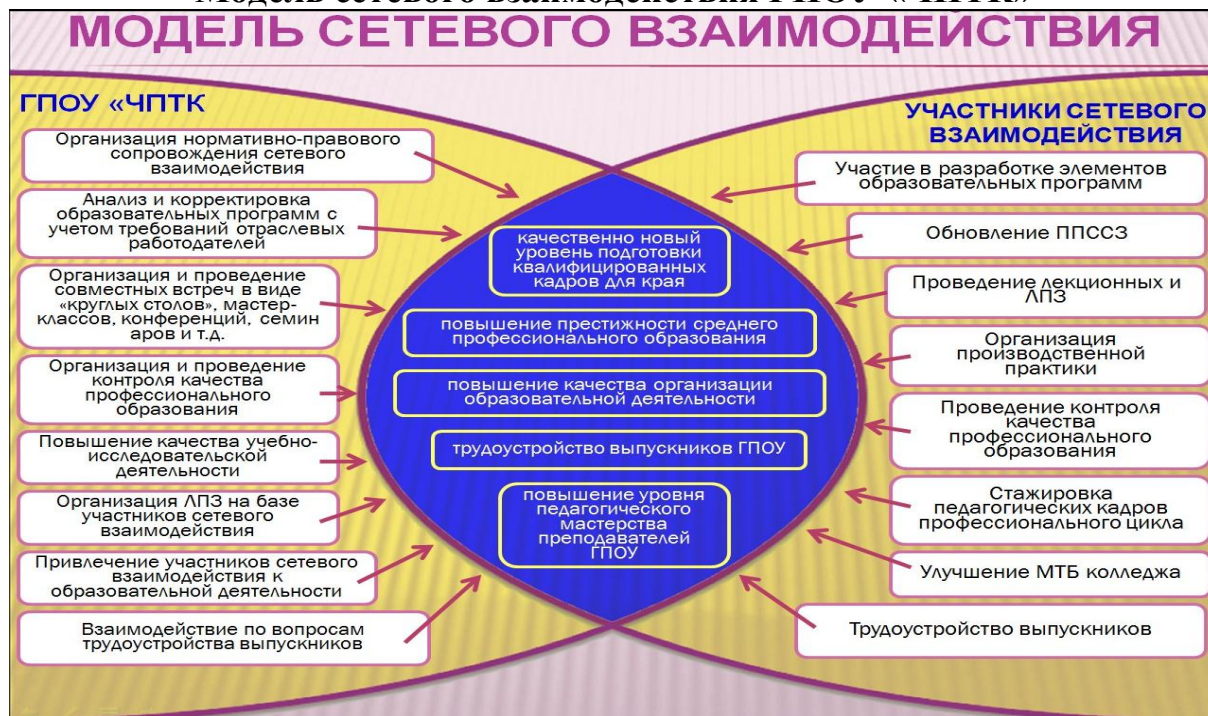 Модель сетевого взаимодействия ГПОУ «ЧПТК»
МОДЕЛЬ СЕТЕВОГО ВЗАИМОДЕЙСТВИЯ
ГПОУ «ЧПТК
Организация нормативно-правового
сопровождения сетевого
взаимодействия
Анализ и корректировка
образовательных программ с
учетом требований отраслевых
работодателей
Организация и проведение
совместных встреч в виде
«круглых столов», мастер-
классов, конференций, семин
аров и т.д.
Организация и проведение
контроля качества
профессионального
образования
Повышение качества учебно-
исследовательской
деятельности
Организация ЛПЗ на базе
участников сетевого
взаимодействия
Привлечение участников сетевого
взаимодействия к
образовательной деятельности
Взаимодействие по вопросам
трудоустройства выпускников
качественно новый
уровень подготовки
квалифицированных
кадров для края
повышение престижности среднего
профессионального образования
повышение качества организации
образовательной деятельности
трудоустройство выпускников ГПОУ
повышение уровня
педагогического
мастерства
преподавателей
ГПОУ
УЧАСТНИКИ СЕТЕВОГО
ВЗАИМОДЕЙСТВИЯ
Участие в разработке элементов
образовательных программ
Обновление ППССЗ
Проведение лекционных и
ЛПЗ
Организация
производственной
практики
Проведение контроля
качества
профессионального
образования
Стажировка
педагогических кадров
профессионального цикла
Улучшение МТБ колледжа
Трудоустройство выпускников